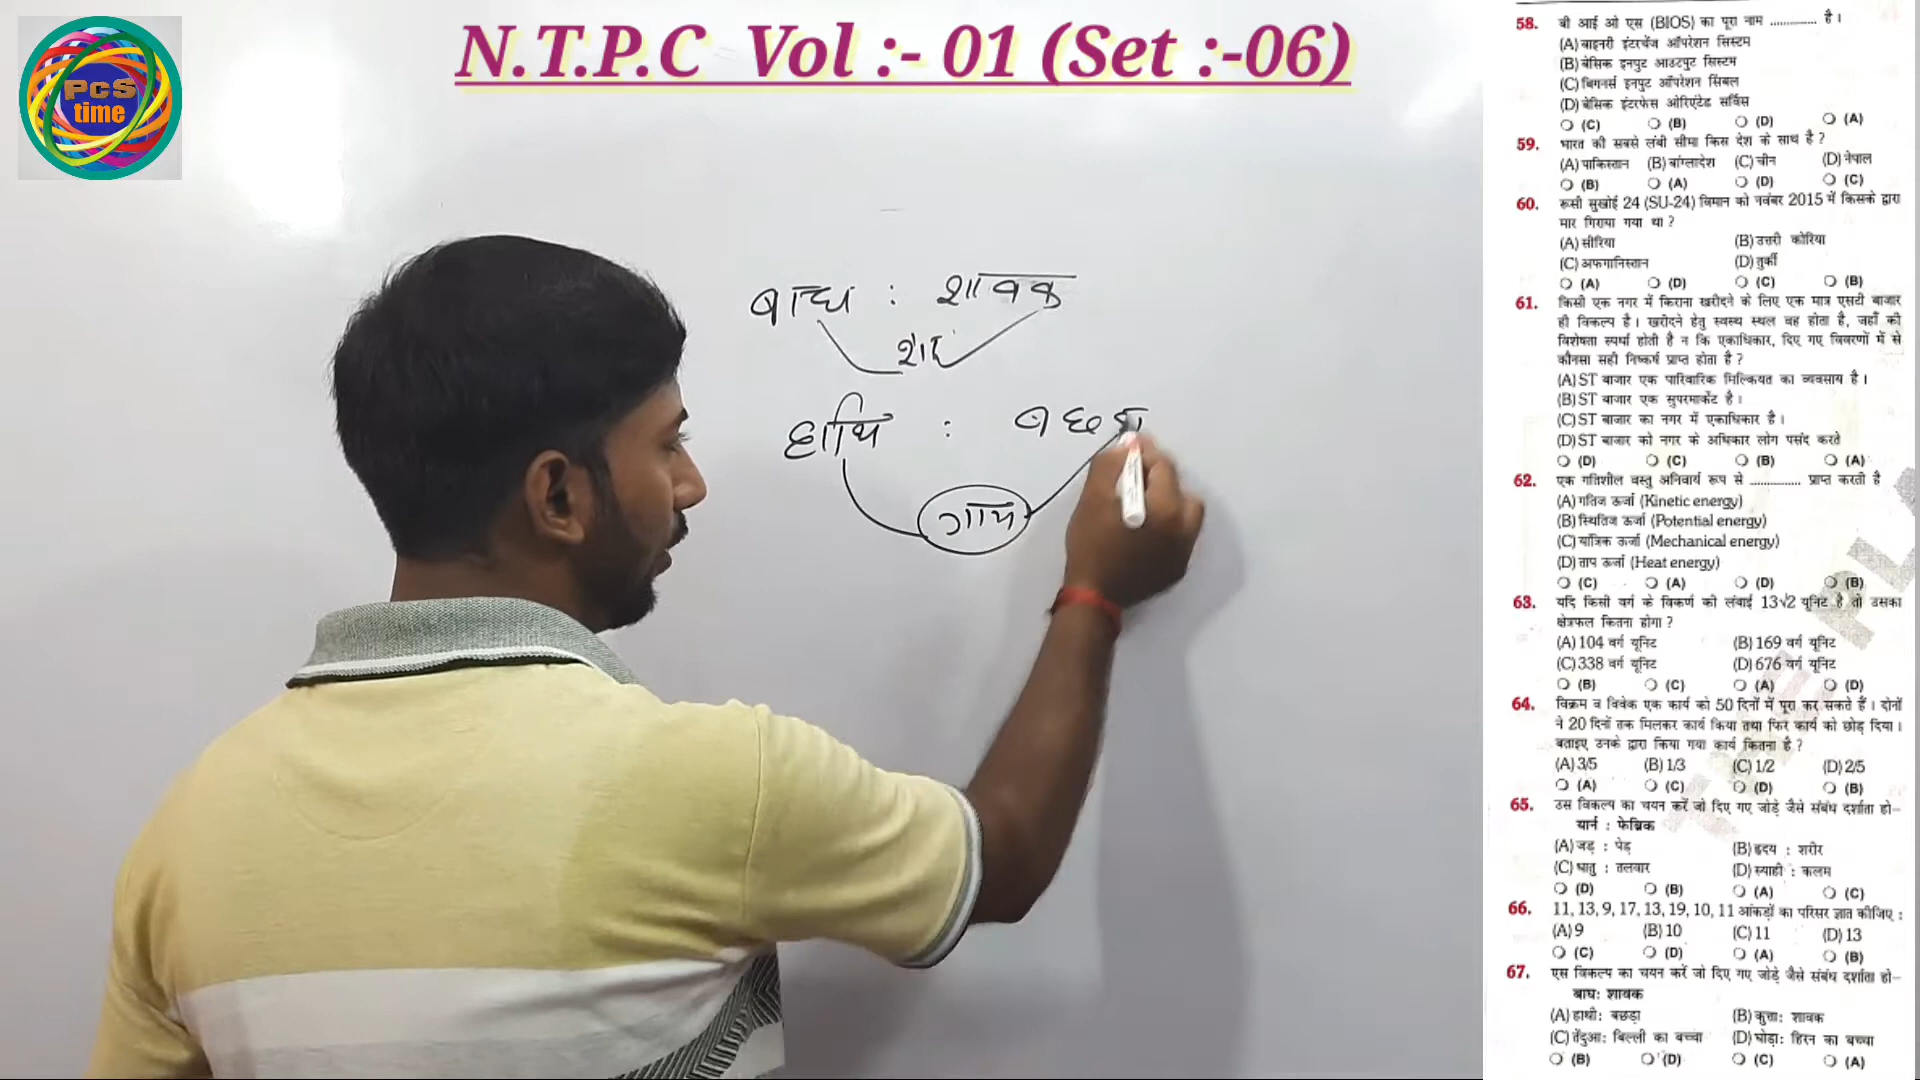 PcS
time
N.T.P.C Vol :- 01 (Set :-06)
बाघ : शावक
शेर
हाथि : बछड़ा
गाय
58. बी आई ओ एस (BIOS) का पूरा नाम .............. है।
(A) बाइनरी इंटरचेंज ऑपरेशन सिस्टम
(B) बेसिक इनपुट आउटपुट सिस्टम
(C) बिगनर्स इनपुट ऑपरेशन सिंबल
(D) बेसिक इंटरफेस ओरिएंटेड सर्विस
(C) (B) (D) (A)
59. भारत की सबसे लंबी सीमा किस देश के साथ है ?
(A) पाकिस्तान (B) बांग्लादेश (C) चीन (D) नेपाल
(B) (A) (D) (C)
60. रूसी सुखोई 24 (SU-24) विमान को नवंबर 2015 में किसके द्वारा
मार गिराया गया था ?
(A) सीरिया (B) उत्तरी कोरिया
(C) अफगानिस्तान (D) तुर्की
(A) (D) (C) (B)
61. किसी एक नगर में किराना खरीदने के लिए एक मात्र एसटी बाजार
ही विकल्प है। खरीदने हेतु स्वस्थ स्थल वह होता है, जहाँ की
विशेषता स्पर्धा होती है न कि एकाधिकार, दिए गए विवरणों में से
कौनसा सही निष्कर्ष प्राप्त होता है ?
(A) ST बाजार एक पारिवारिक मिल्कियत का व्यवसाय है।
(B) ST बाजार एक सुपरमार्केट है।
(C) ST बाजार का नगर में एकाधिकार है।
(D) ST बाजार को नगर के अधिकार लोग पसंद करते
(D) (C) (B) (A)
62. एक गतिशील वस्तु अनिवार्य रूप से .............. प्राप्त करती है
(A) गतिज ऊर्जा (Kinetic energy)
(B) स्थितिज ऊर्जा (Potential energy)
(C) यांत्रिक ऊर्जा (Mechanical energy)
(D) ताप ऊर्जा (Heat energy)
(C) (A) (D) (B)
63. यदि किसी वर्ग के विकर्ण की लंबाई 13√2 यूनिट है तो उसका
क्षेत्रफल कितना होगा ?
(A) 104 वर्ग यूनिट (B) 169 वर्ग यूनिट
(C) 338 वर्ग यूनिट (D) 676 वर्ग यूनिट
(B) (C) (A) (D)
64. विक्रम व विवेक एक कार्य को 50 दिनों में पूरा कर सकते हैं। दोनों
ने 20 दिनों तक मिलकर कार्य किया तथा फिर कार्य को छोड़ दिया।
बताइए उनके द्वारा किया गया कार्य कितना है ?
(A) 3/5 (B) 1/3 (C) 1/2 (D) 2/5
(A) (C) (D) (B)
65. उस विकल्प का चयन करें जो दिए गए जोड़े जैसे संबंध दर्शाता हो–
यार्न : फेब्रिक
(A) जड़ : पेड़ (B) हृदय : शरीर
(C) धातु : तलवार (D) स्याही : कलम
(D) (B) (A) (C)
66. 11, 13, 9, 17, 13, 19, 10, 11 आंकड़ों का परिसर ज्ञात कीजिए :
(A) 9 (B) 10 (C) 11 (D) 13
(C) (D) (A) (B)
67. एस विकल्प का चयन करें जो दिए गए जोड़े जैसे संबंध दर्शाता हो–
बाघ: शावक
(A) हाथी: बछड़ा (B) कुत्ता: शावक
(C) तेंदुआ: बिल्ली का बच्चा (D) घोड़ा: हिरन का बच्चा
(B) (D) (C) (A)